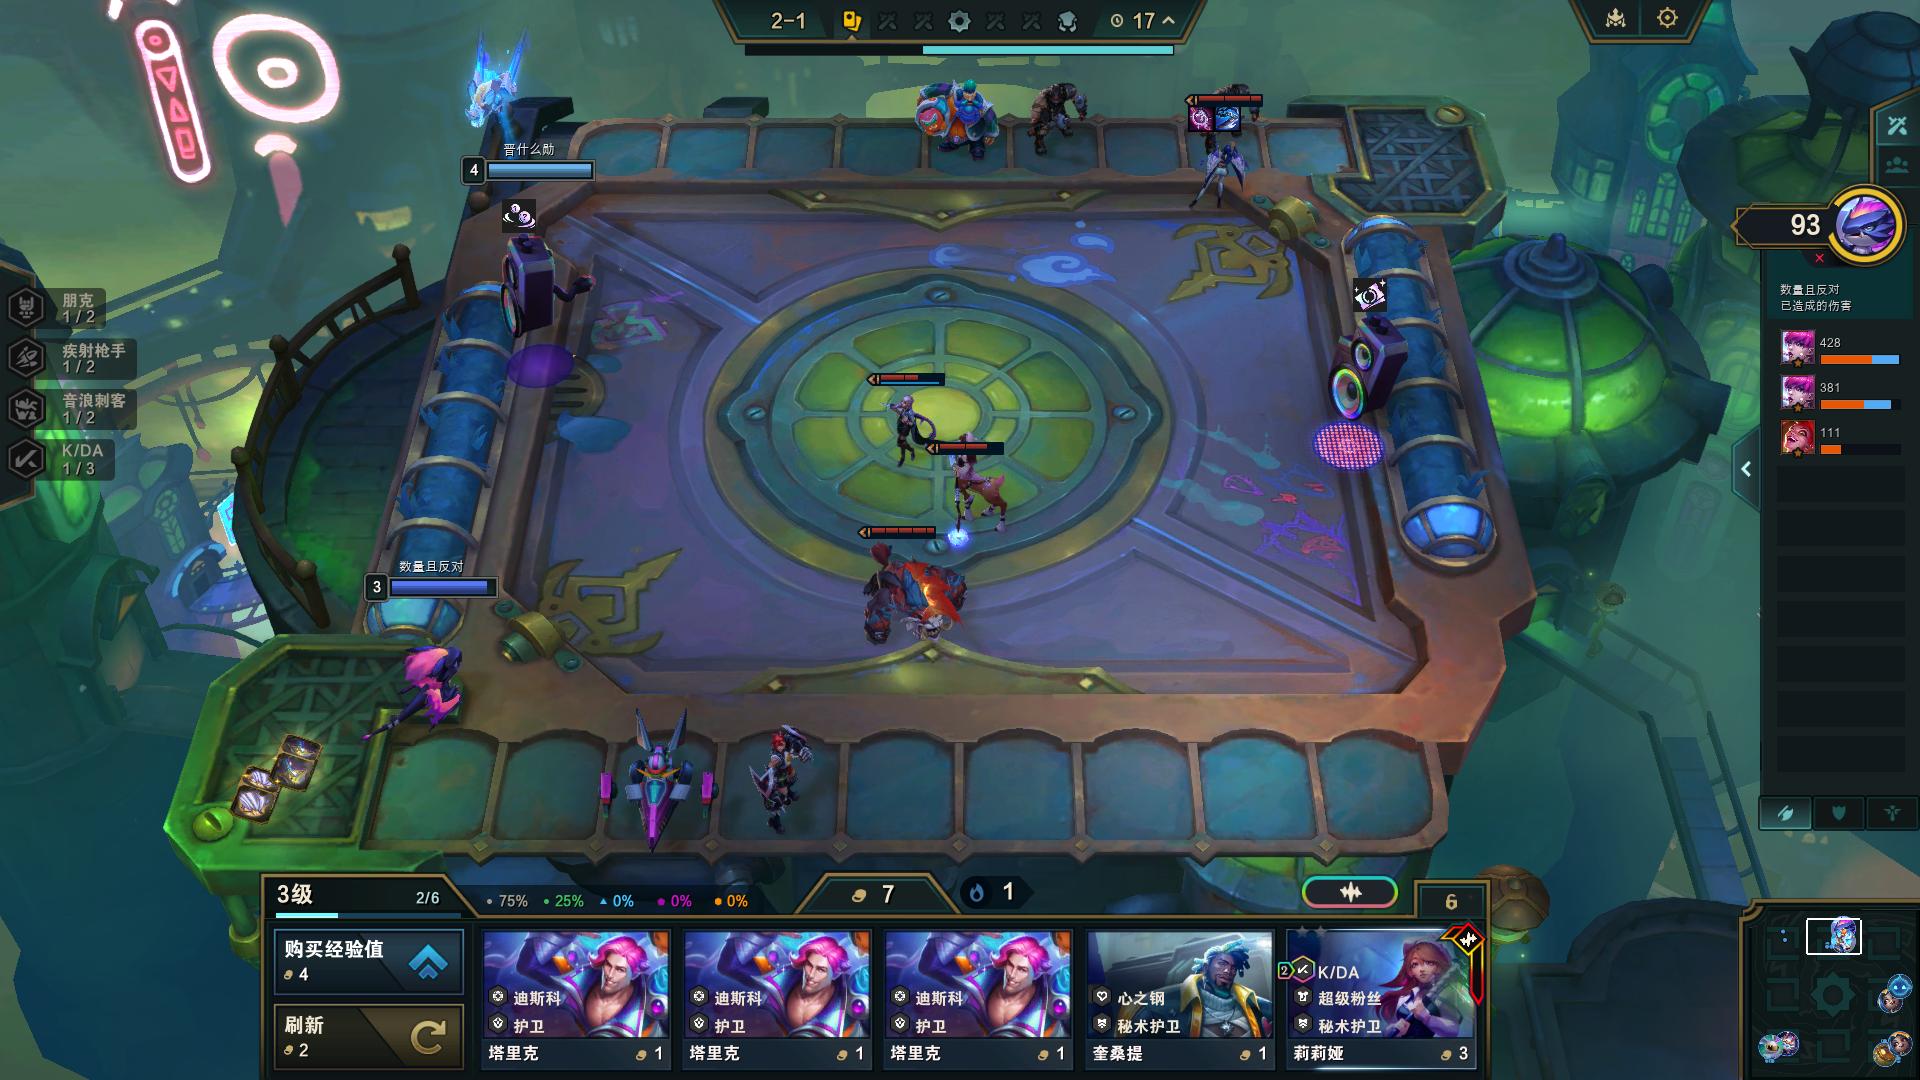 2-1
17
晋什么勋
4
93
数量且反对
已造成的伤害
428
381
111
朋克
1 / 2
疾射枪手
1 / 2
音浪刺客
1 / 2
K/DA
1 / 3
数量且反对
3
3级
2/6
75%
25%
0%
0%
0%
7
1
6
购买经验值
4
刷新
2
迪斯科
护卫
塔里克
1
迪斯科
护卫
塔里克
1
迪斯科
护卫
塔里克
1
心之钢
秘术护卫
奎桑提
1
2
K/DA
超级粉丝
秘术护卫
莉莉娅
3